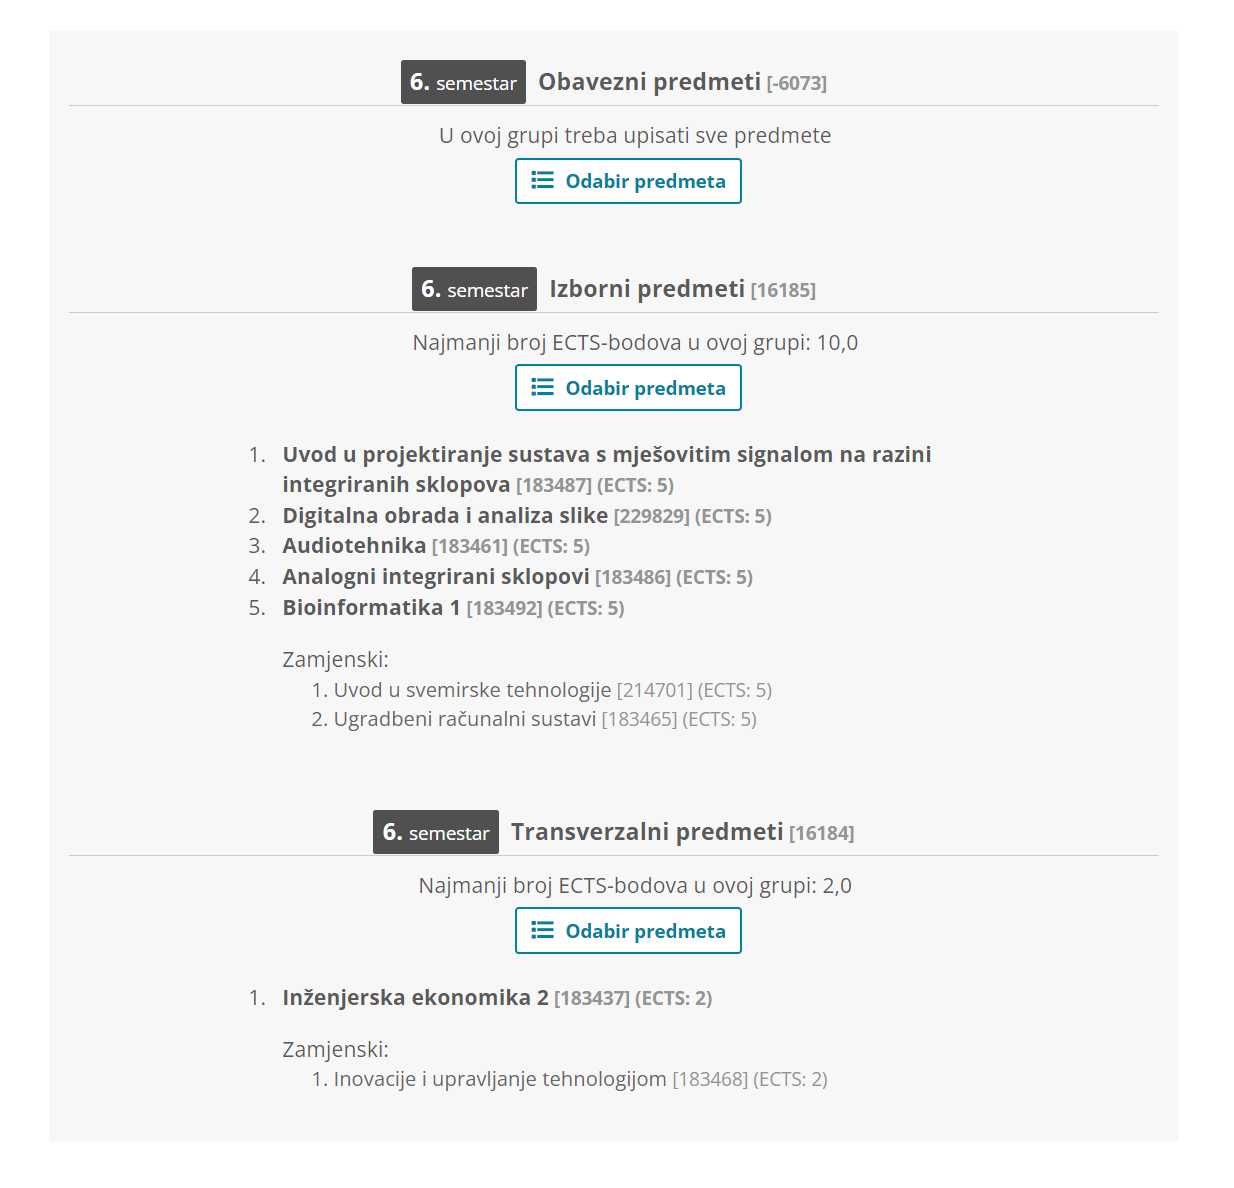 6. semestar Obavezni predmeti [-6073]
U ovoj grupi treba upisati sve predmete
Odabir predmeta
6. semestar Izborni predmeti [16185]
Najmanji broj ECTS-bodova u ovoj grupi: 10,0
Odabir predmeta
1. Uvod u projektiranje sustava s mješovitim signalom na razini
integriranih sklopova [183487] (ECTS: 5)
2. Digitalna obrada i analiza slike [229829] (ECTS: 5)
3. Audiotehnika [183461] (ECTS: 5)
4. Analogni integrirani sklopovi [183486] (ECTS: 5)
5. Bioinformatika 1 [183492] (ECTS: 5)
Zamjenski:
1. Uvod u svemirske tehnologije [214701] (ECTS: 5)
2. Ugradbeni računalni sustavi [183465] (ECTS: 5)
6. semestar Transverzalni predmeti [16184]
Najmanji broj ECTS-bodova u ovoj grupi: 2,0
Odabir predmeta
1. Inženjerska ekonomika 2 [183437] (ECTS: 2)
Zamjenski:
1. Inovacije i upravljanje tehnologijom [183468] (ECTS: 2)